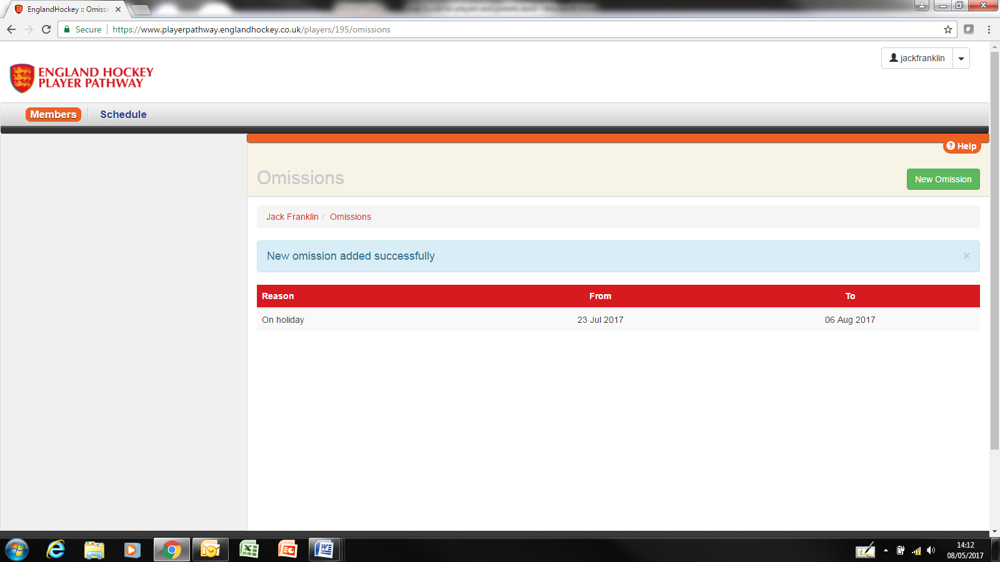 EnglandHockey :: Omissi
Secure
https://www.playerpathway.englandhockey.co.uk/players/195/omissions
jackfranklin
ENGLAND HOCKEY
PLAYER PATHWAY
Members
Schedule
Help
Omissions
New Omission
Jack Franklin / Omissions
New omission added successfully
×
Reason From To
On holiday 23 Jul 2017 06 Aug 2017
14:12
08/05/2017